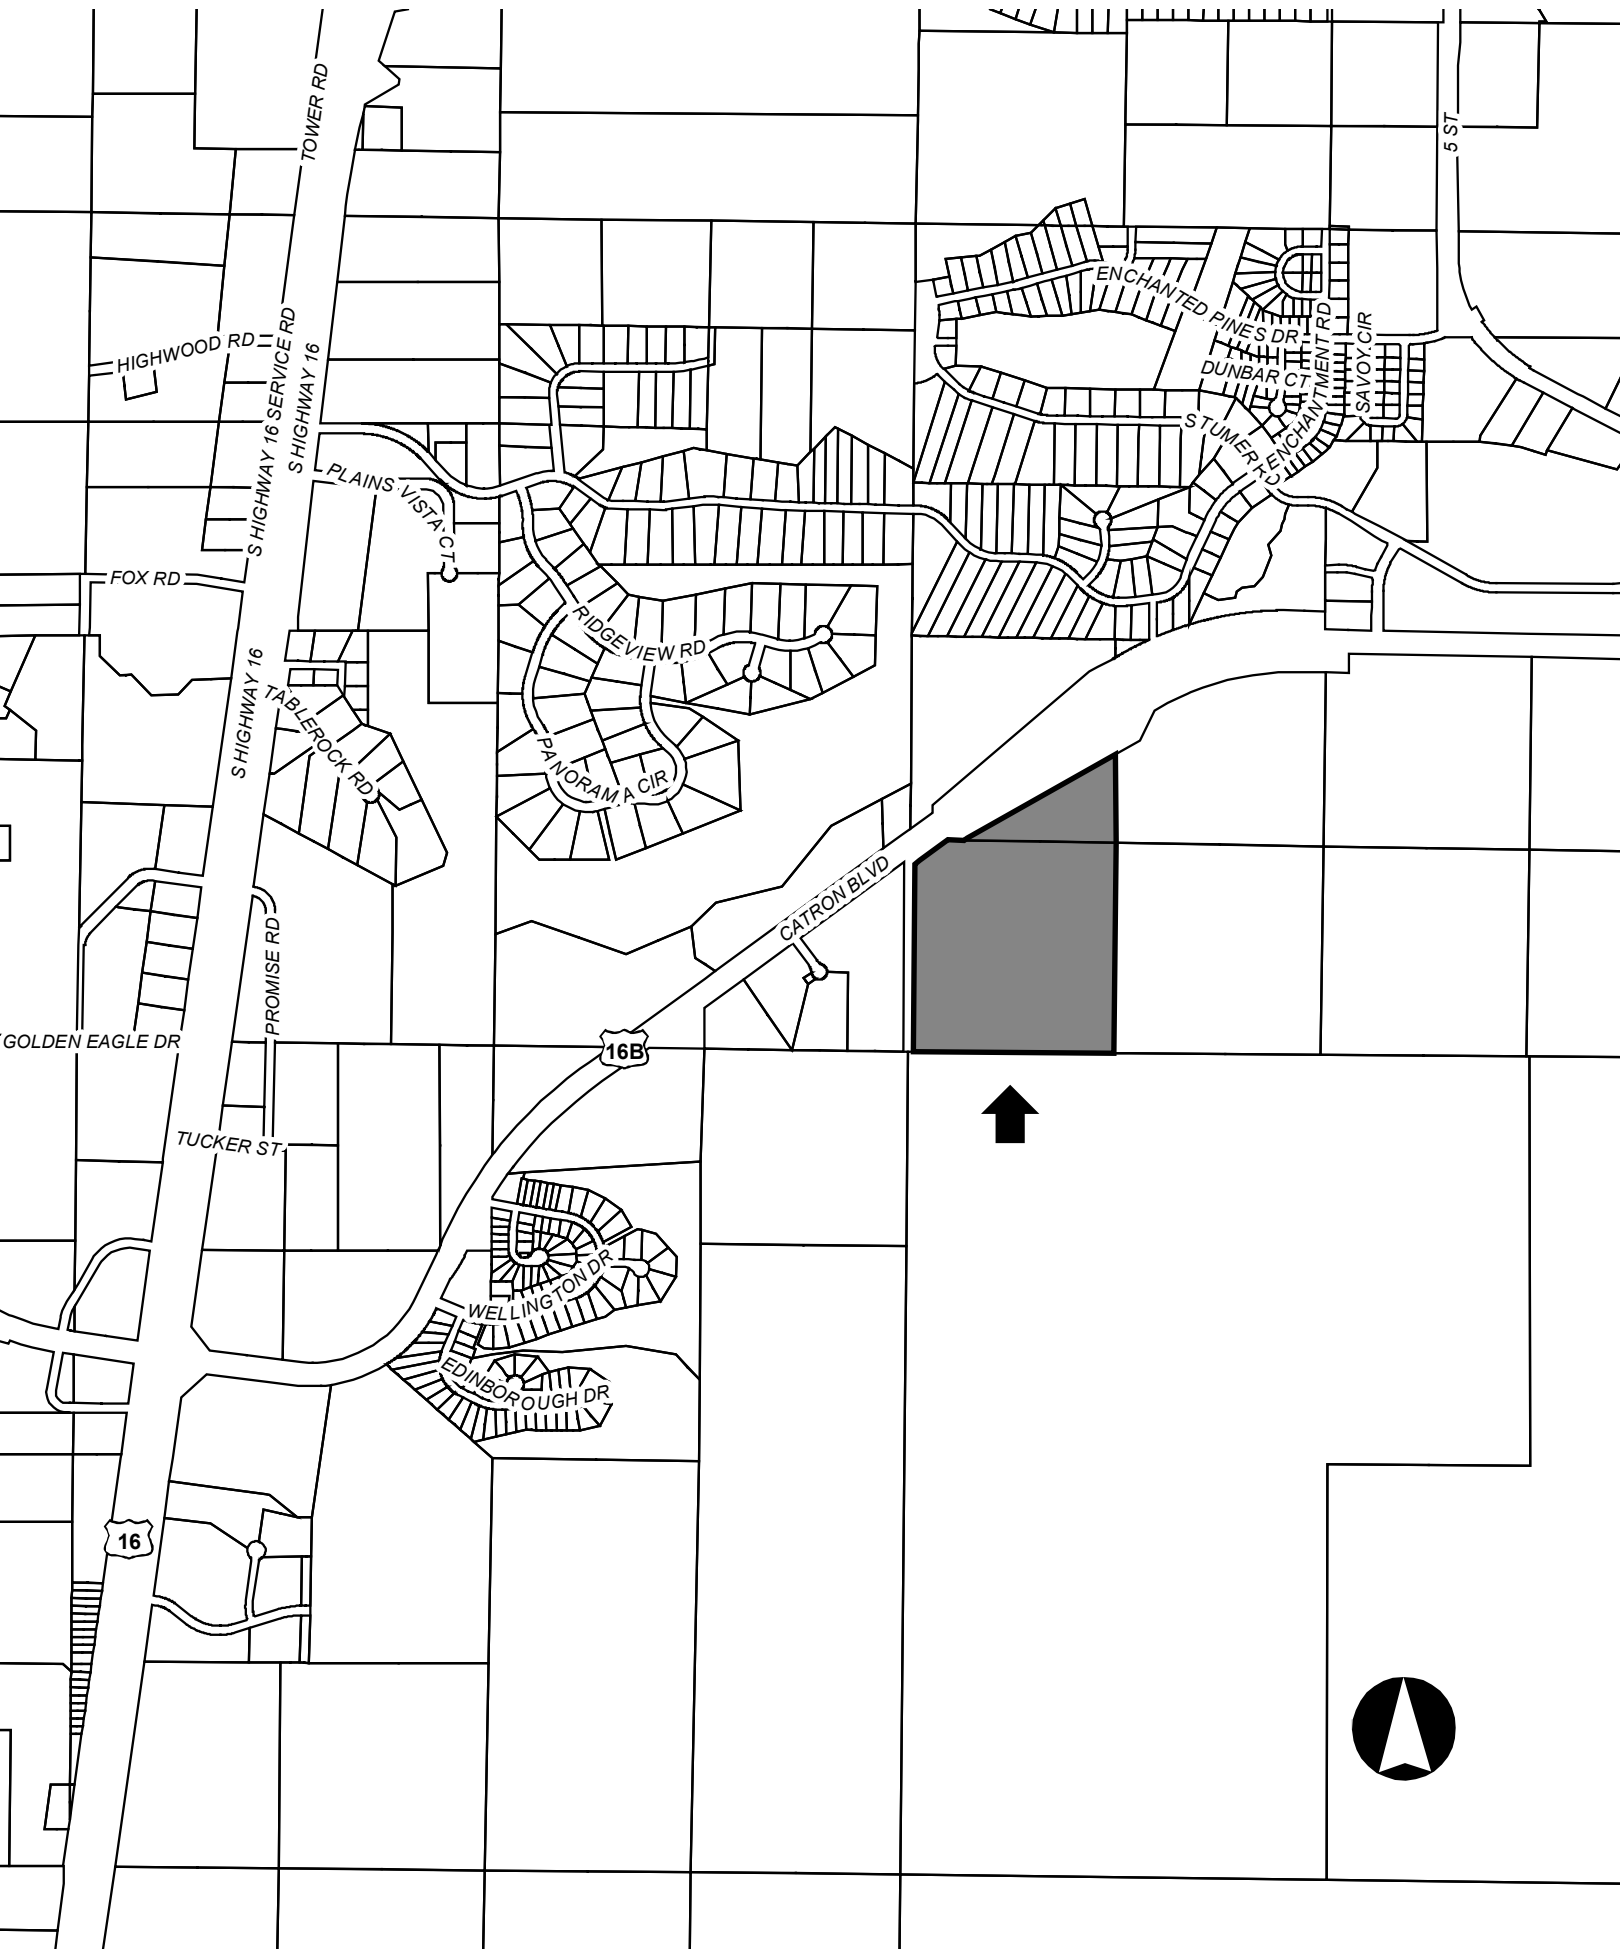 TOWER RD
5 ST
ENCHANTED PINES DR
HIGHWOOD RD
S HIGHWAY 16 SERVICE RD
S HIGHWAY 16
ENCHANTMENT RD
SAVOY CIR
DUNBAR CT
STUMER RD
ENCHANTMENT RD
PLAINS VISTA CT
FOX RD
RIDGEVIEW RD
S HIGHWAY 16
TABLEROCK RD
PANORAMA CIR
CATRON BLVD
PROMISE RD
GOLDEN EAGLE DR
16B
TUCKER ST
WELLINGTON DR
EDINBOROUGH DR
16